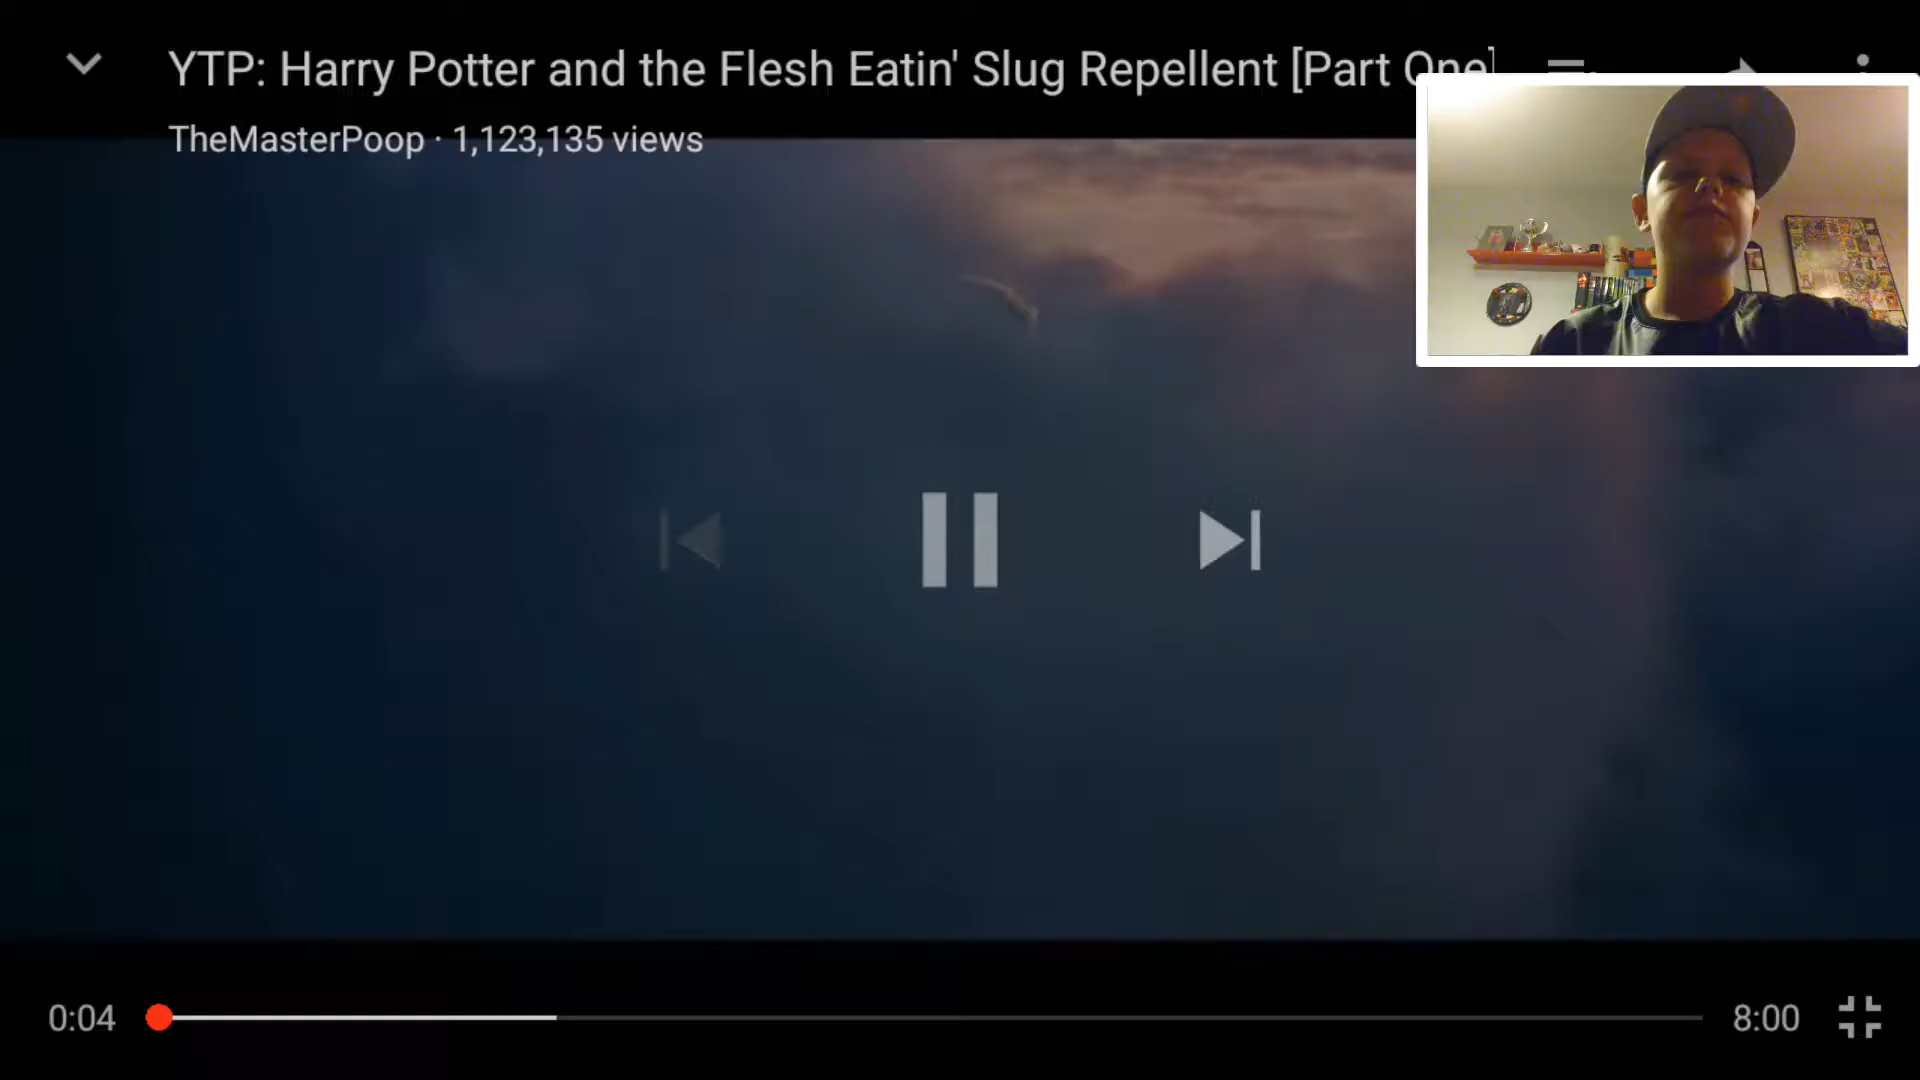 YTP: Harry Potter and the Flesh Eatin' Slug Repellent [Part One]
TheMasterPoop · 1,123,135 views
0:04
8:00